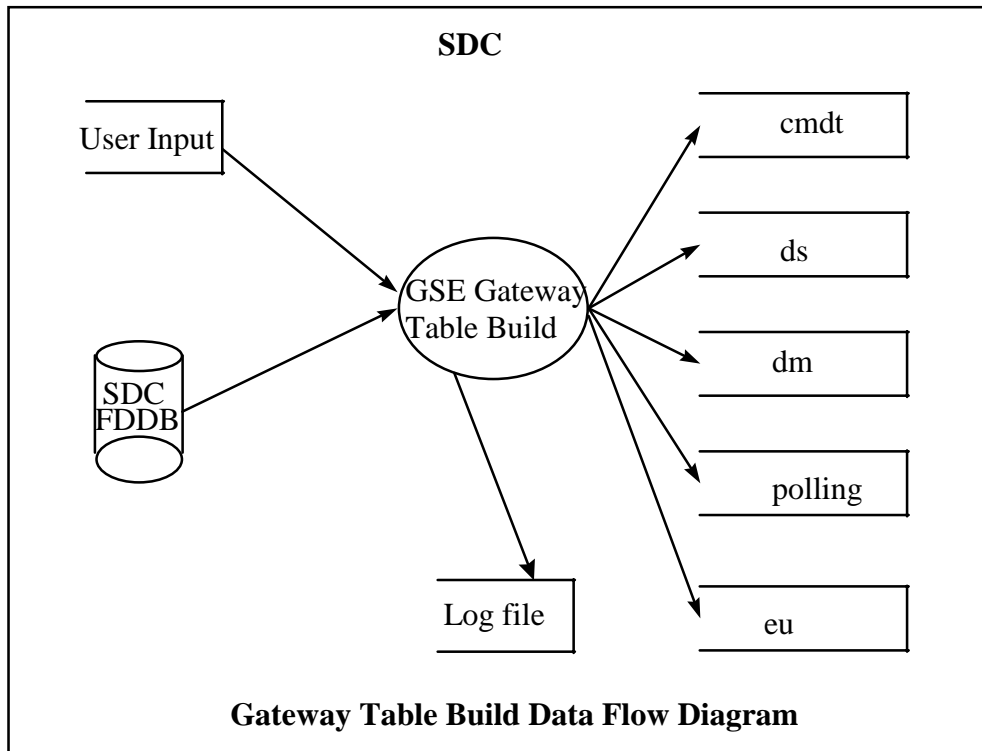 SDC
User Input
cmdt
ds
GSE Gateway
Table Build
dm
SDC
FDDB
polling
Log file
eu
Gateway Table Build Data Flow Diagram